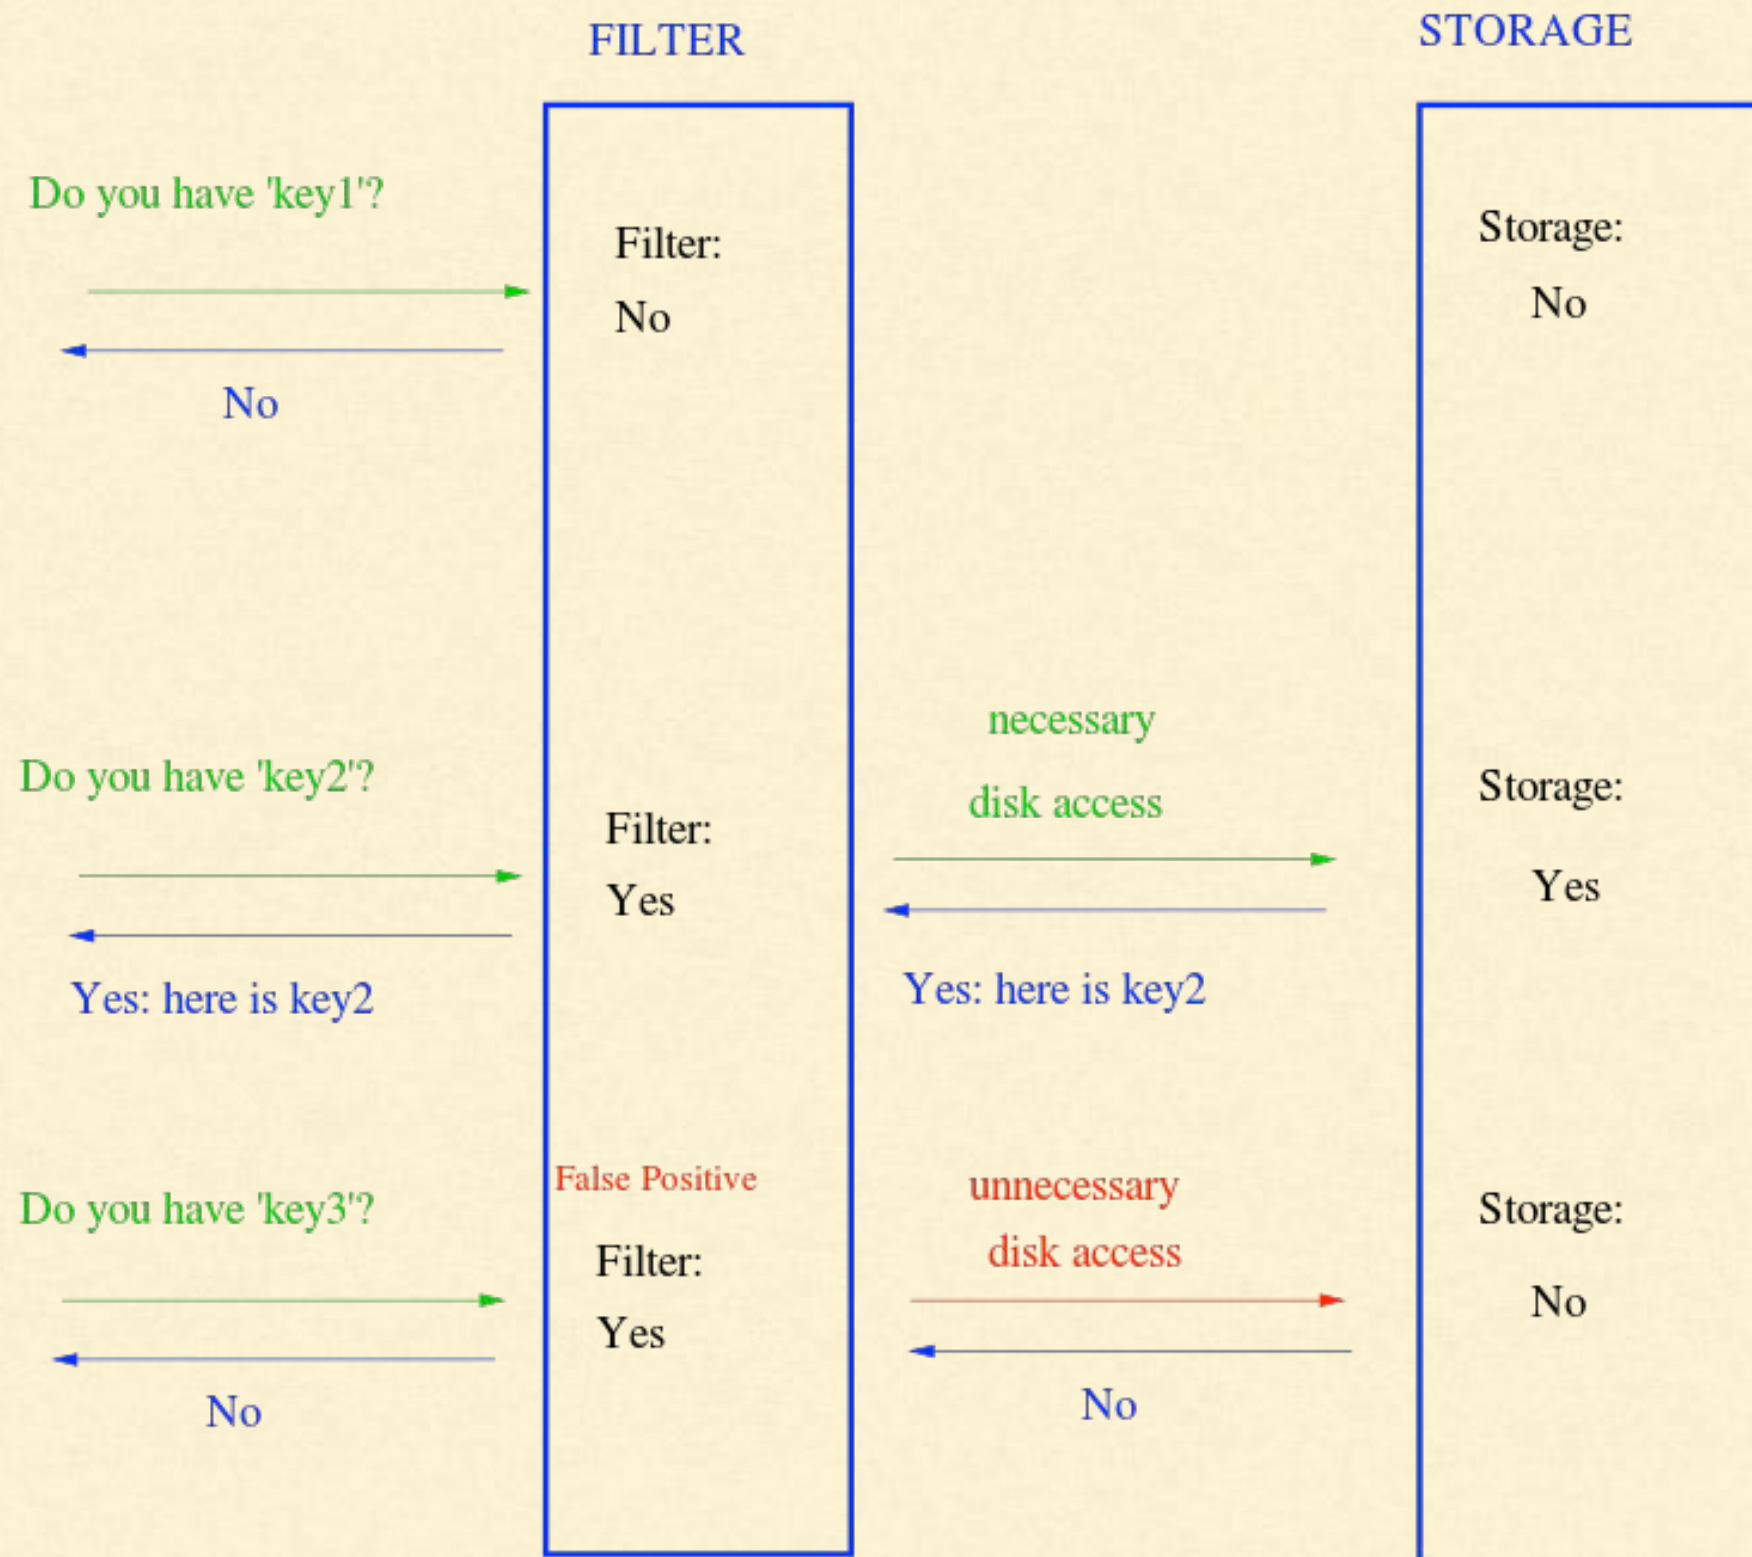 FILTER
STORAGE
Do you have 'key1'?
Filter:
No
No
Storage:
No
Do you have 'key2'?
Filter:
Yes
Yes: here is key2
necessary
disk access
Yes: here is key2
Storage:
Yes
Do you have 'key3'?
False Positive
Filter:
Yes
No
unnecessary
disk access
No
Storage:
No